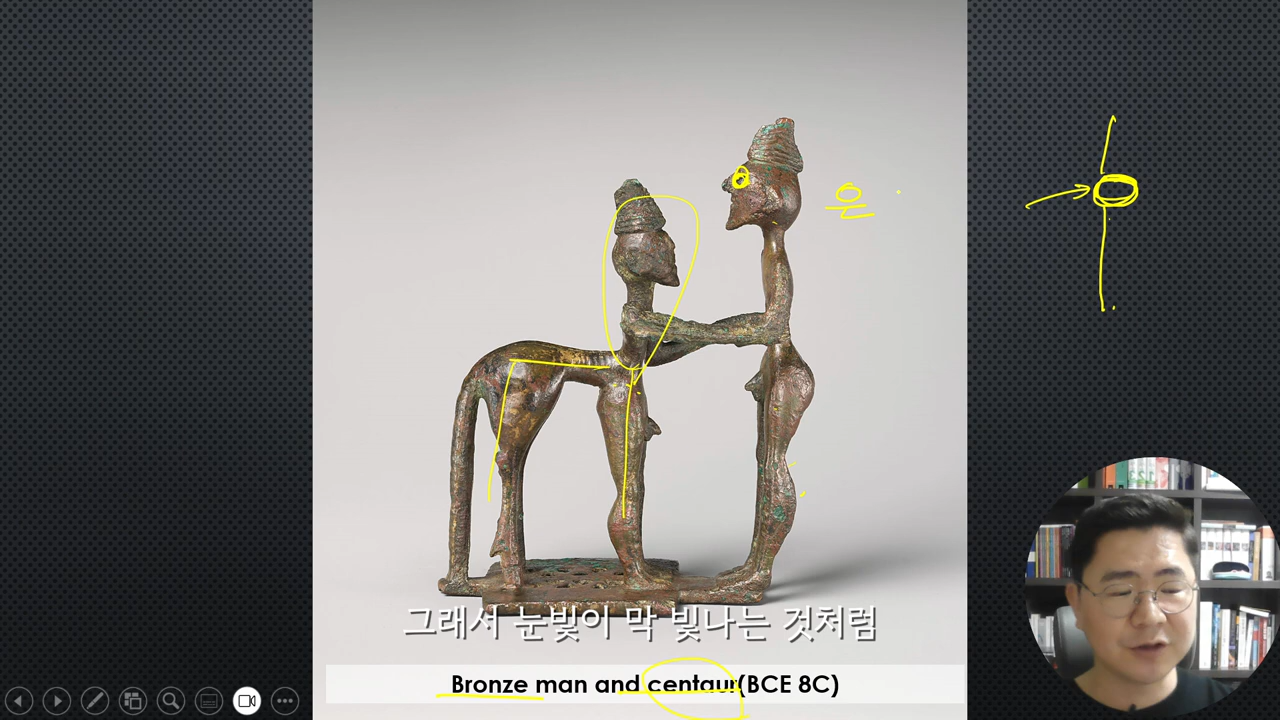 은
그래서 눈빛이 막 빛나는 것처럼
Bronze man and centaur(BCE 8C)